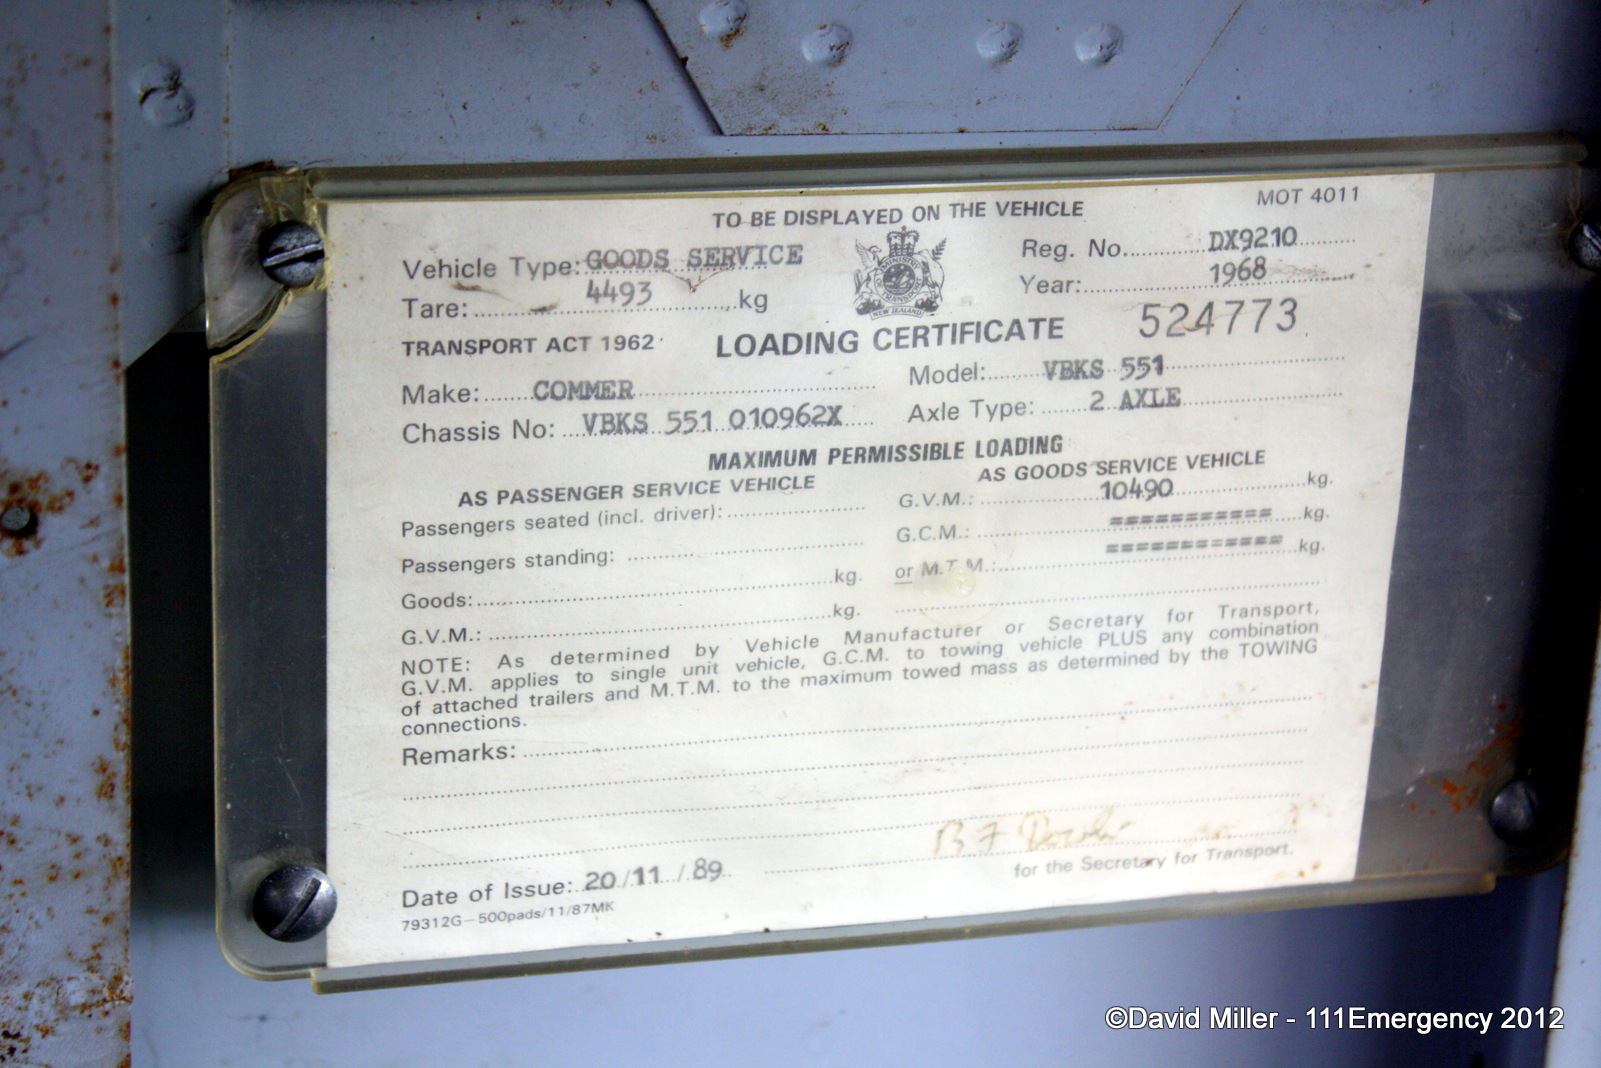 MOT 4011
TO BE DISPLAYED ON THE VEHICLE
Vehicle Type: GOODS SERVICE
Reg. No. DX9210
Tare: 4493 kg
Year: 1968
MINISTRY OF TRANSPORT
NEW ZEALAND
TRANSPORT ACT 1962
LOADING CERTIFICATE
524773
Make: COMMER
Model: VBKS 551
Chassis No: VBKS 551 010962X
Axle Type: 2 AXLE
MAXIMUM PERMISSIBLE LOADING
AS PASSENGER SERVICE VEHICLE
AS GOODS SERVICE VEHICLE
Passengers seated (incl. driver):
G.V.M.: 10490 kg.
Passengers standing:
G.C.M.: =========== kg.
Goods: kg.
or M.T.M.: ============ kg.
G.V.M.: kg.
NOTE: As determined by Vehicle Manufacturer or Secretary for Transport,
G.V.M. applies to single unit vehicle, G.C.M. to towing vehicle PLUS any combination
of attached trailers and M.T.M. to the maximum towed mass as determined by the TOWING
connections.
Remarks:
B F
Date of Issue: 20/11/89
for the Secretary for Transport.
79312G—500pads/11/87MK
©David Miller - 111Emergency 2012